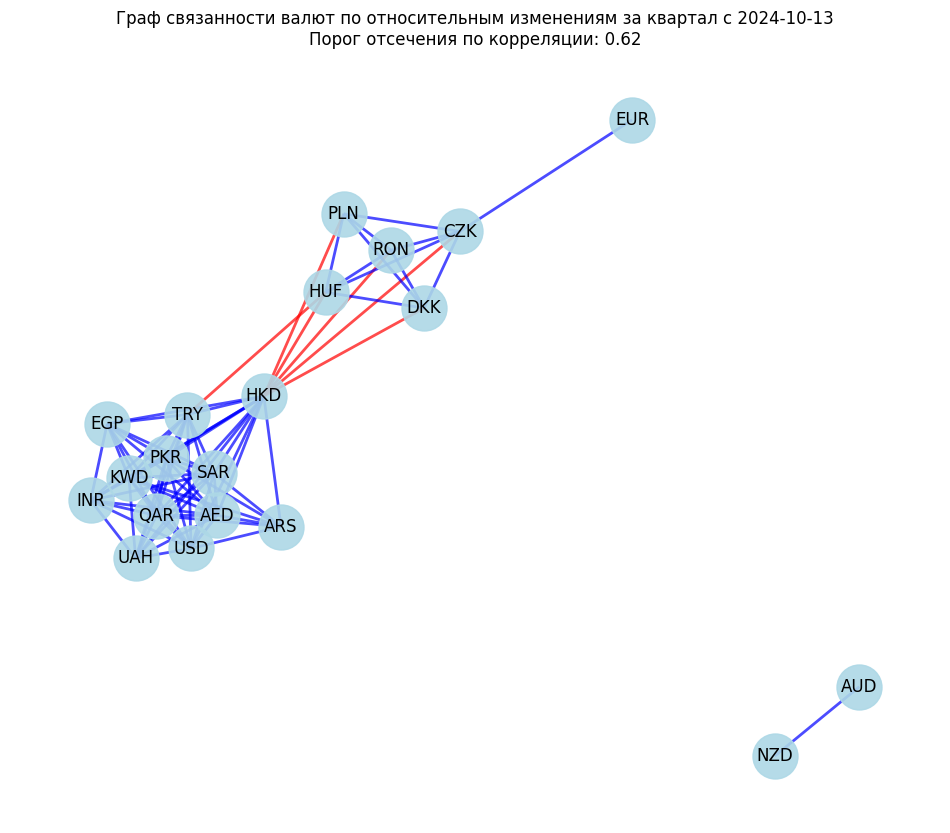 Граф связанности валют по относительным изменениям за квартал с 2024-10-13
Порог отсечения по корреляции: 0.62
EUR
PLN
CZK
RON
HUF
DKK
HKD
TRY
EGP
PKR
SAR
KWD
INR
QAR
AED
ARS
USD
UAH
AUD
NZD